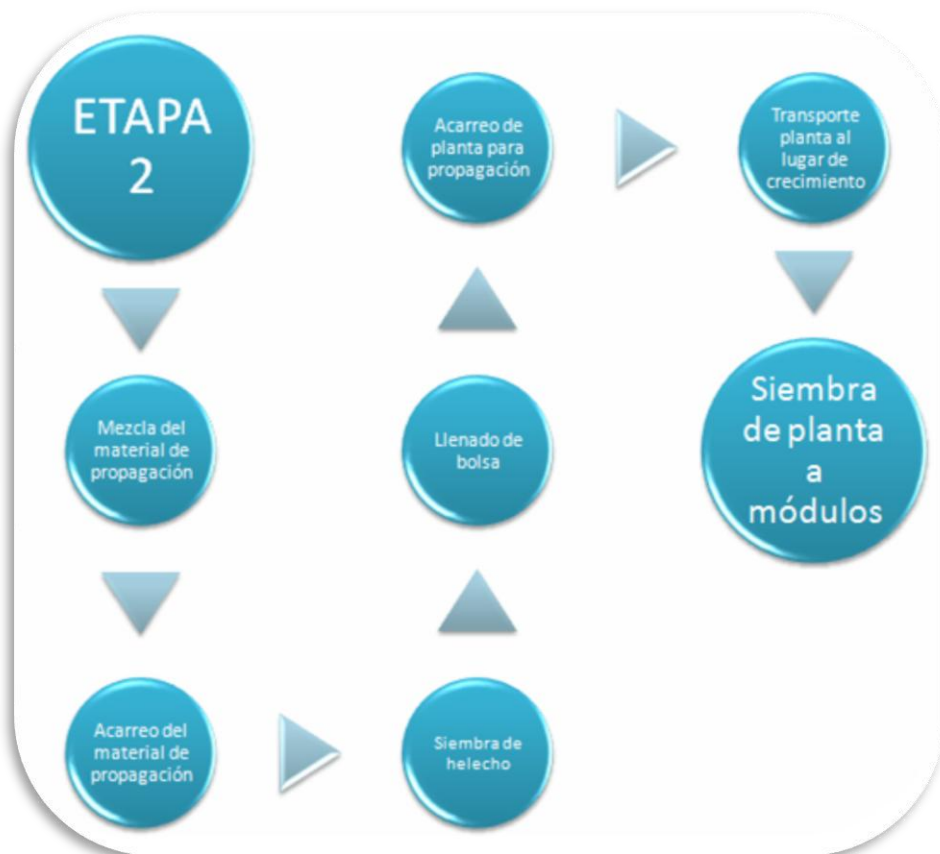 ETAPA
2
Mezcla del
material de
propagación
Acarreo del
material de
propagación
Siembra de
helecho
Llenado de
bolsa
Acarreo de
planta para
propagación
Transporte
planta al
lugar de
crecimiento
Siembra
de planta
a
módulos